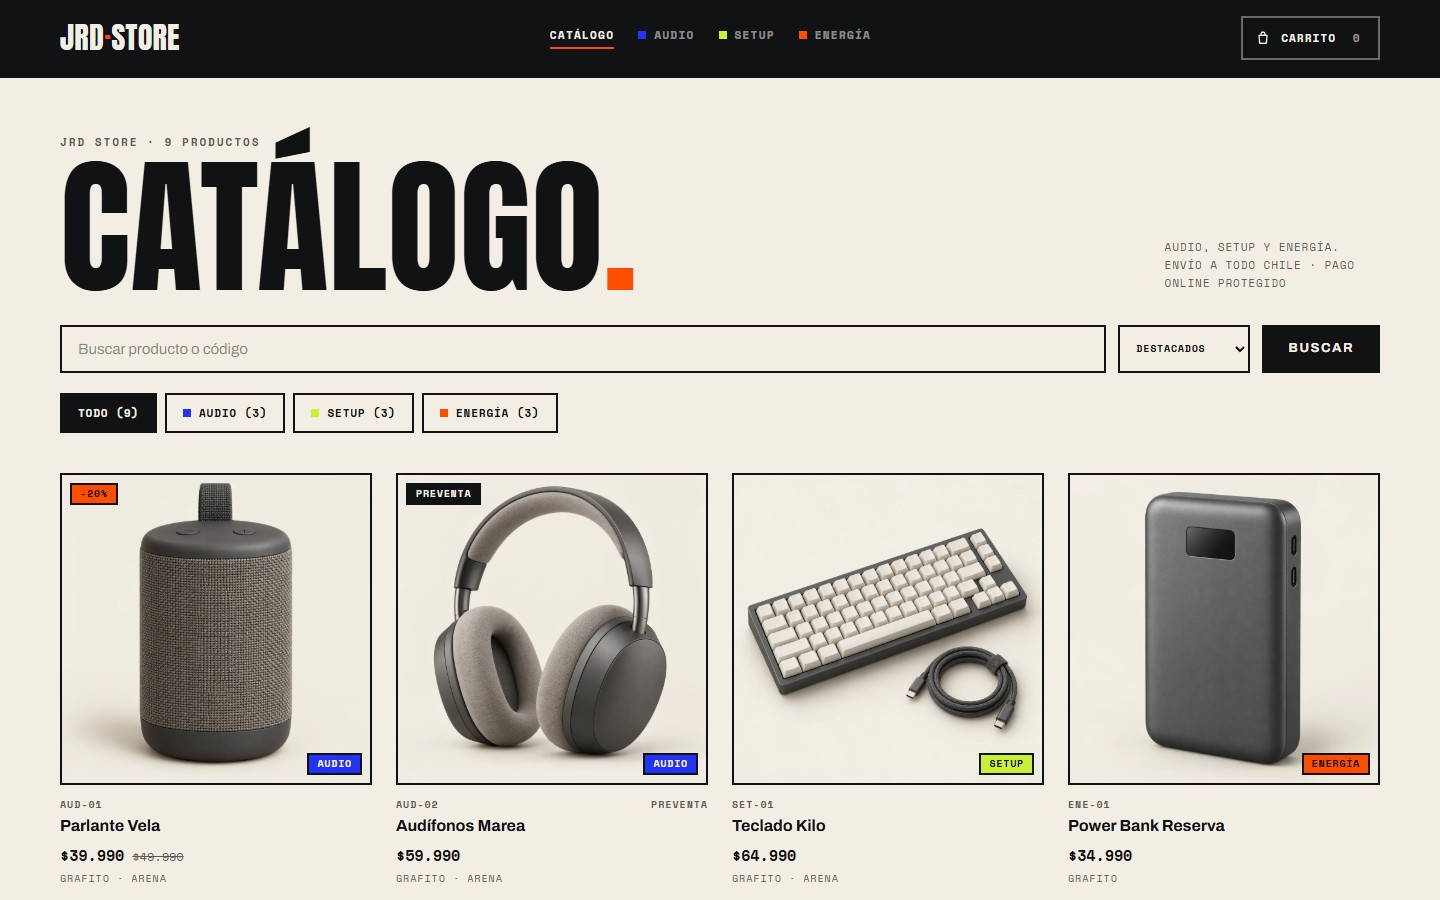 JRD·STORE
CATÁLOGO
AUDIO
SETUP
ENERGÍA
CARRITO 0
JRD STORE · 9 PRODUCTOS
CATÁLOGO.
AUDIO, SETUP Y ENERGÍA.
ENVÍO A TODO CHILE · PAGO
ONLINE PROTEGIDO
Buscar producto o código
DESTACADOS
BUSCAR
TODO (9)
AUDIO (3)
SETUP (3)
ENERGÍA (3)
-20%
AUDIO
AUD-01
Parlante Vela
$39.990 $49.990
GRAFITO · ARENA
PREVENTA
AUDIO
AUD-02 PREVENTA
Audífonos Marea
$59.990
GRAFITO · ARENA
SETUP
SET-01
Teclado Kilo
$64.990
GRAFITO · ARENA
ENERGÍA
ENE-01
Power Bank Reserva
$34.990
GRAFITO